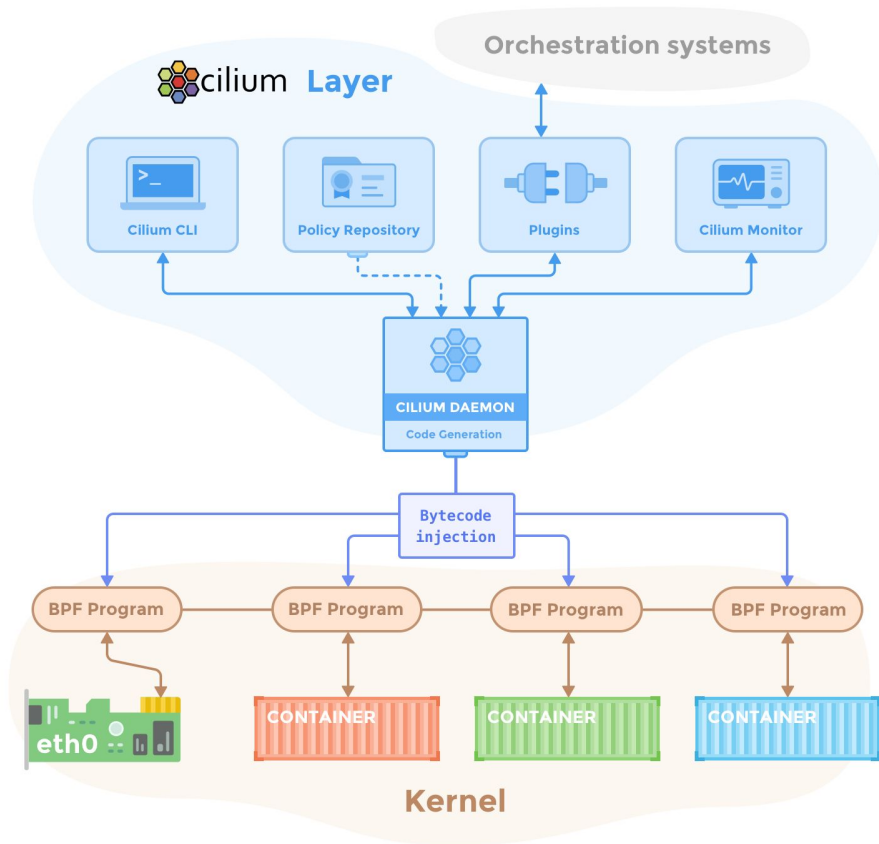 Orchestration systems
cilium Layer
>_
Cilium CLI
Policy Repository
Plugins
Cilium Monitor
CILIUM DAEMON
Code Generation
Bytecode
injection
BPF Program
BPF Program
BPF Program
BPF Program
eth0
CONTAINER
CONTAINER
CONTAINER
Kernel